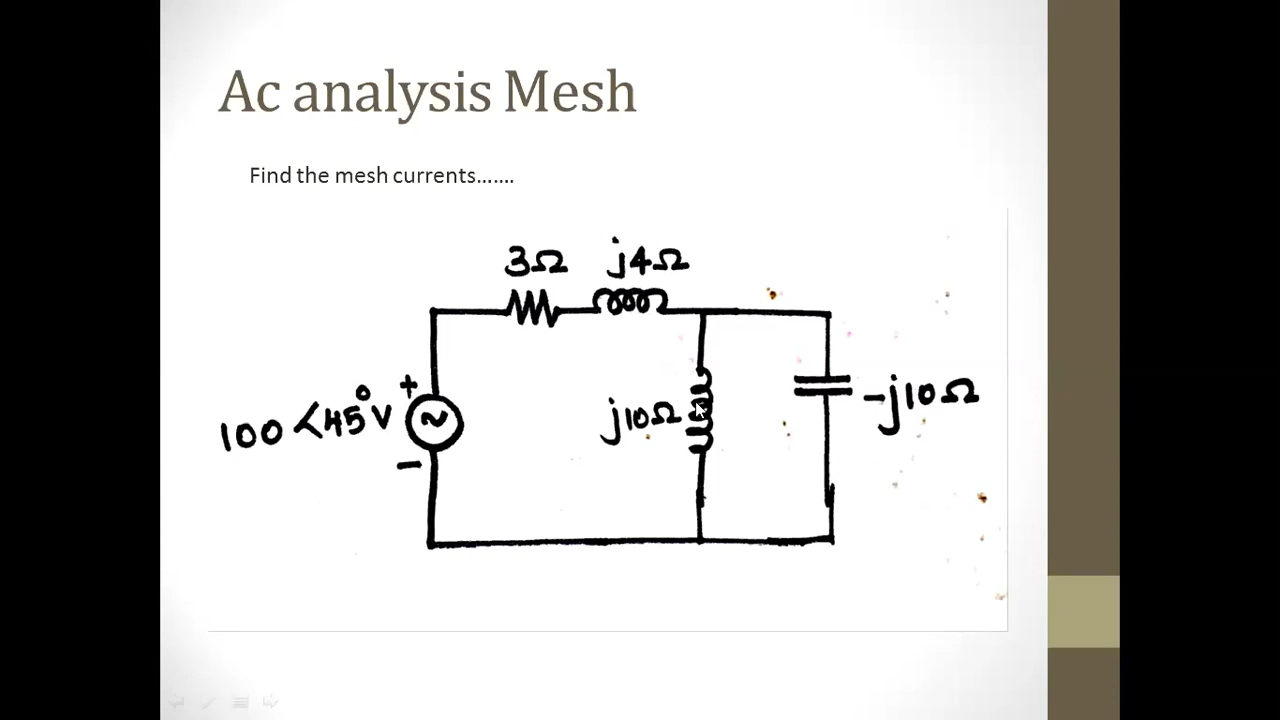 Ac analysis Mesh
Find the mesh currents.......
3Ω j4Ω
+
100 <45° V
j10Ω
-j10Ω
−